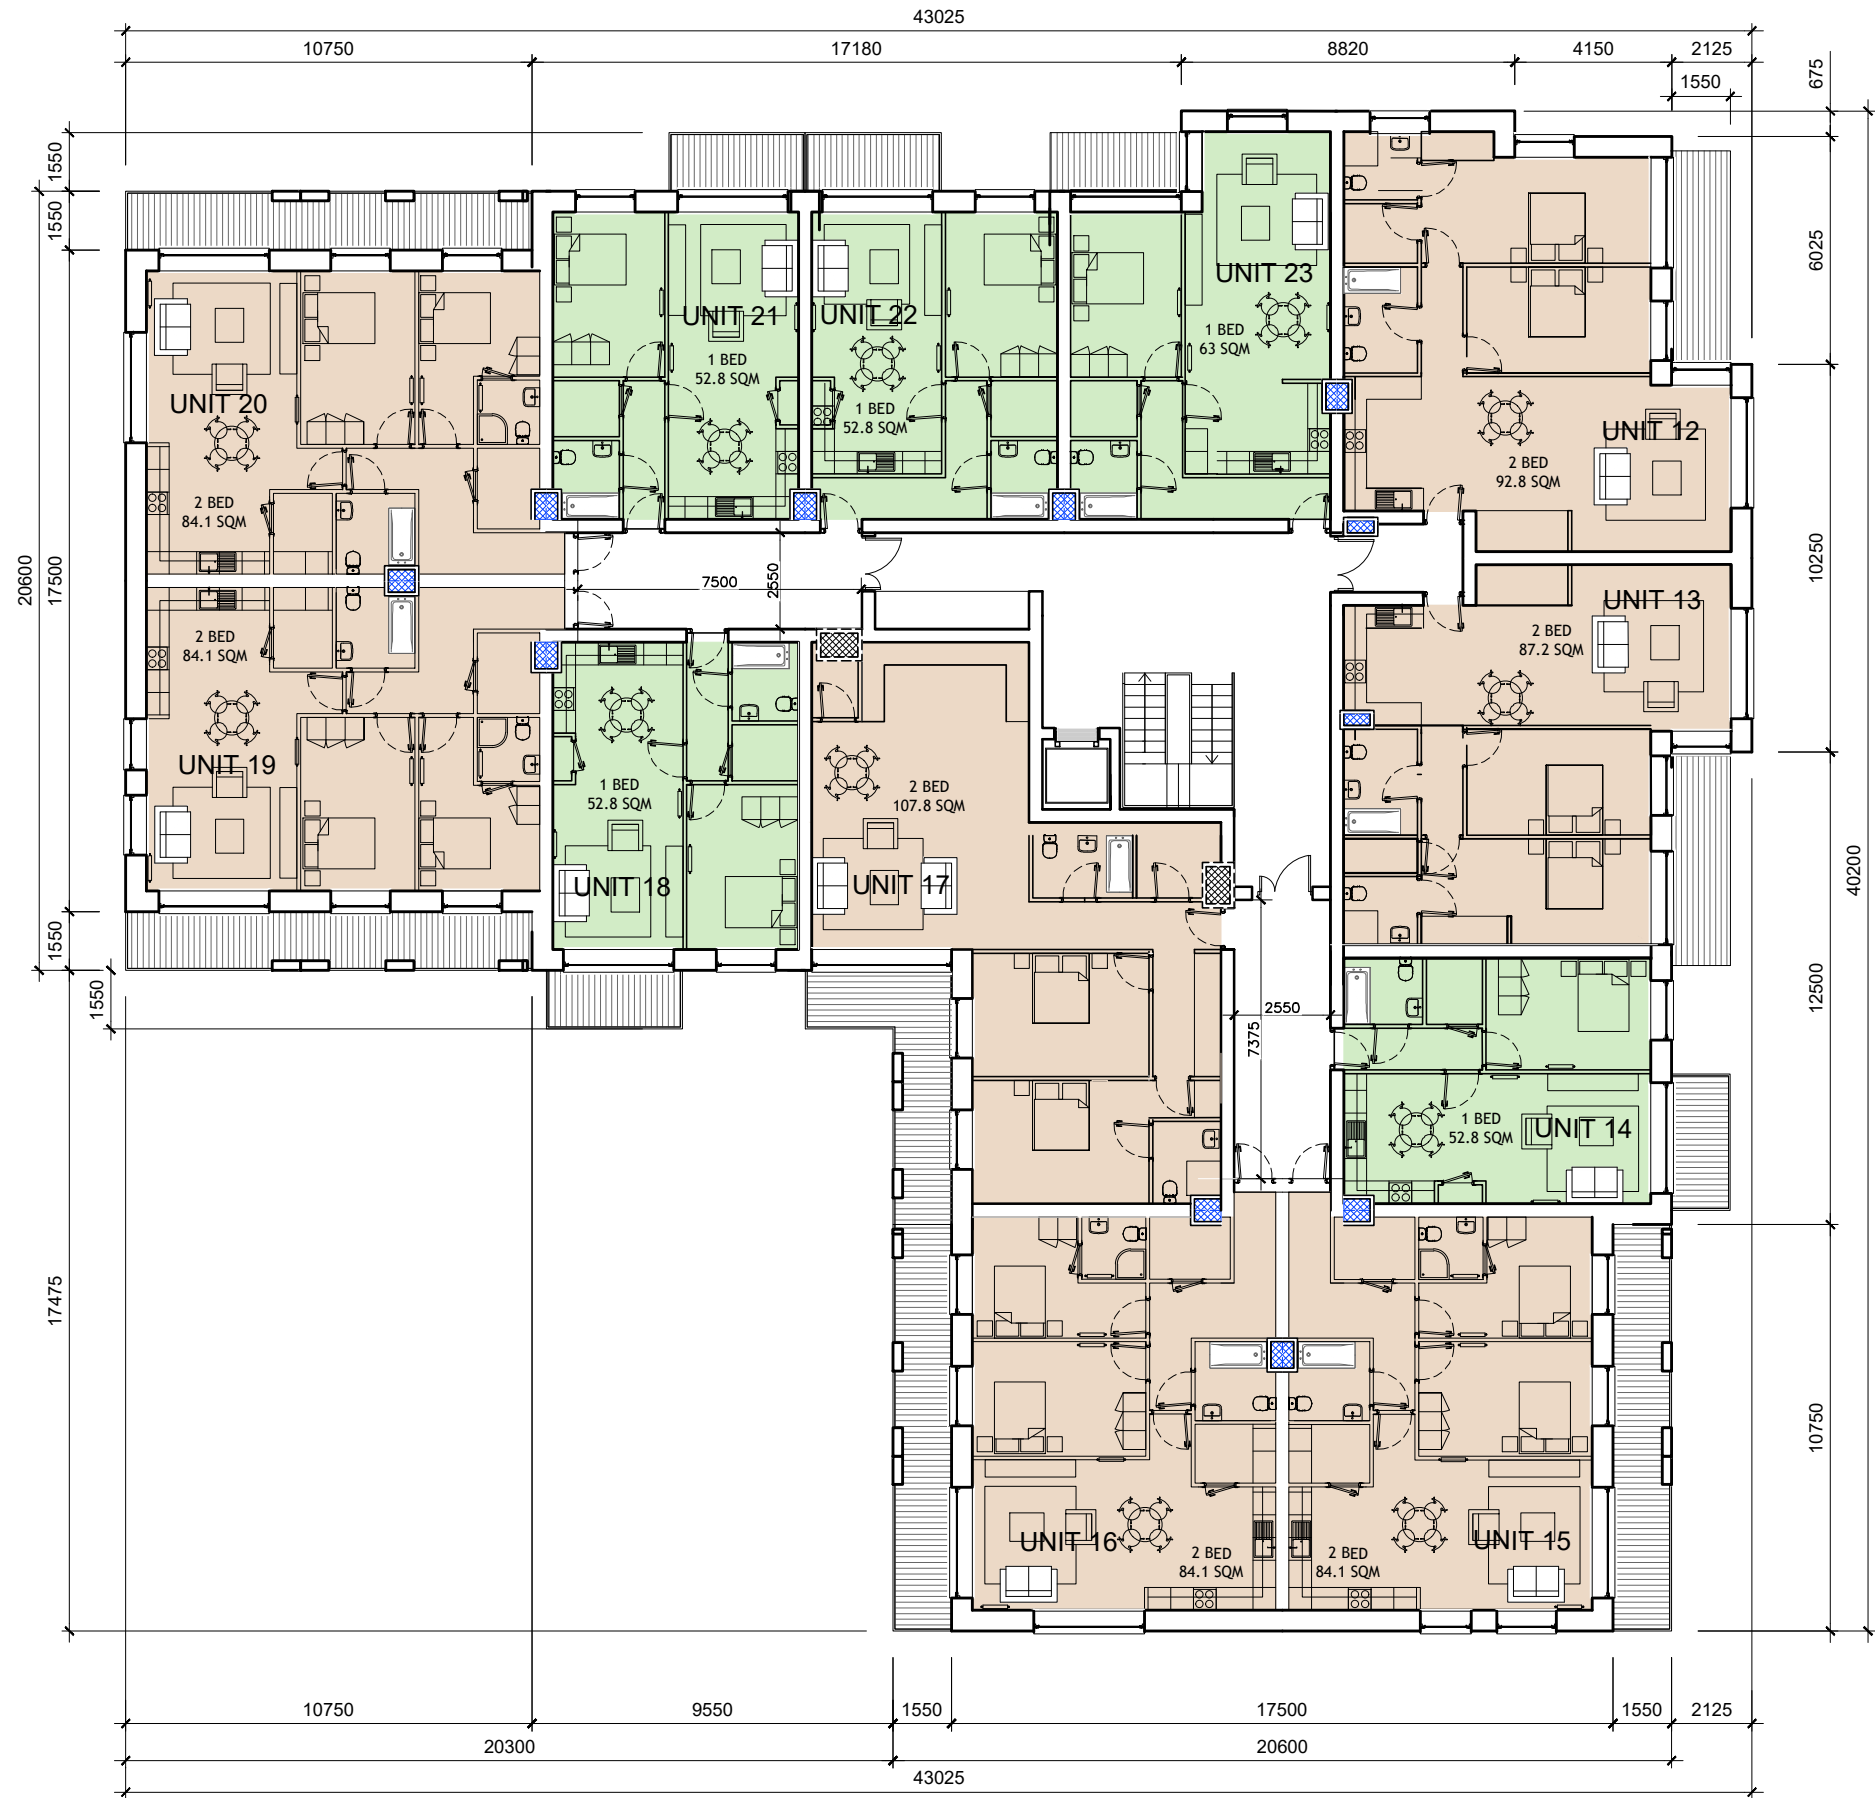 43025
10750 17180 8820 4150 2125
1550
675
1550
1550
6025
UNIT 23
1 BED
63 SQM
UNIT 21
1 BED
52.8 SQM
UNIT 22
1 BED
52.8 SQM
UNIT 20
2 BED
84.1 SQM
UNIT 12
2 BED
92.8 SQM
20600
17500
10250
7500
2550
UNIT 13
2 BED
87.2 SQM
2 BED
84.1 SQM
UNIT 19
1 BED
52.8 SQM
UNIT 18
2 BED
107.8 SQM
UNIT 17
40200
1550
1550
12500
2550
7375
1 BED
52.8 SQM
UNIT 14
17475
10750
UNIT 16
2 BED
84.1 SQM
2 BED
84.1 SQM
UNIT 15
10750 9550 1550 17500 1550 2125
20300 20600
43025